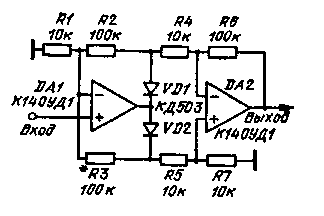 R1 R2 R4 R6
10к 100к 10к 100к
DA1 VD1 DA2
К140УД1 КД503 К140УД1
Вход VD2 Выход
− + − +
R3 R5 R7
100к 10к 10к